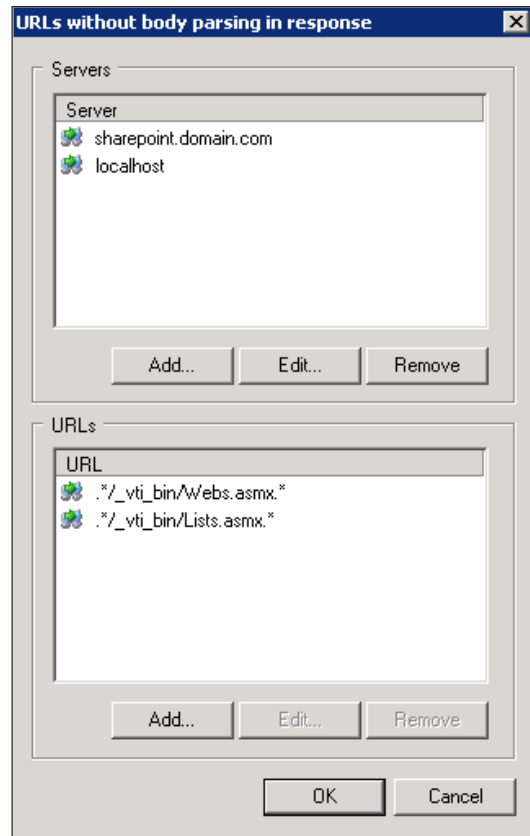 URLs without body parsing in response
Servers
Server
sharepoint.domain.com
localhost
Add... Edit... Remove
URLs
URL
.*/_vti_bin/Webs.asmx.*
.*/_vti_bin/Lists.asmx.*
Add... Edit... Remove
OK Cancel